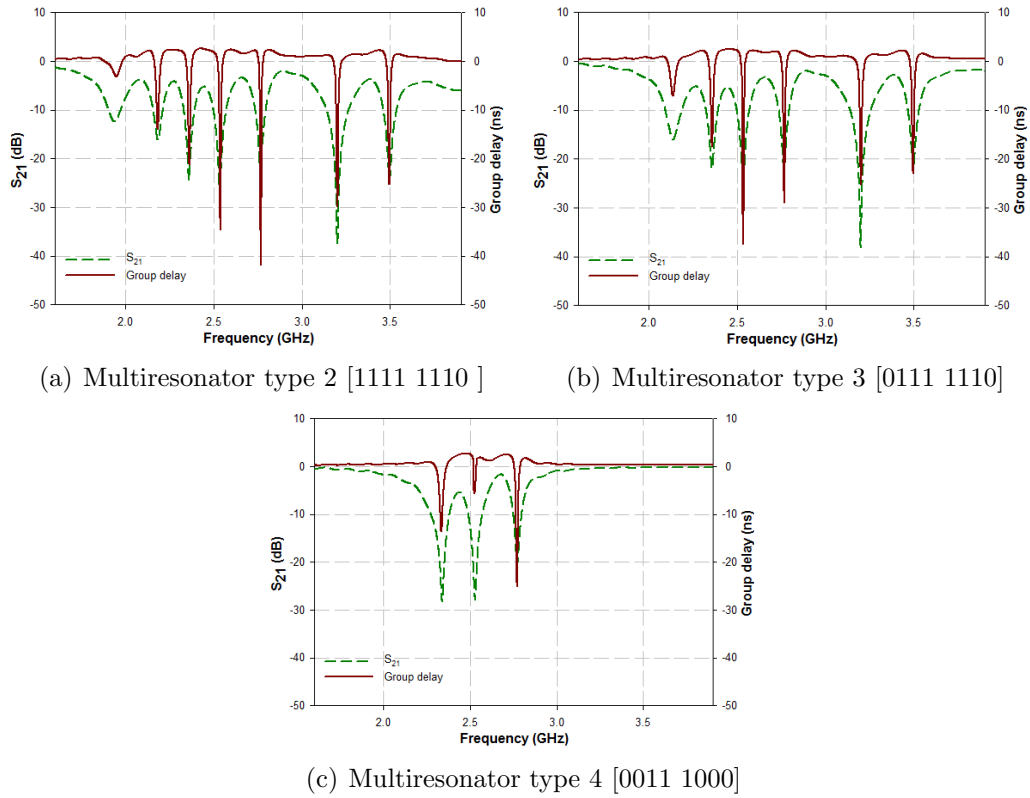 10
10
0
0
-10
-10
-20
-20
-30
-30
-40
-40
-50
-50
S21 (dB)
Group delay (ns)
S21
Group delay
2.0 2.5 3.0 3.5
Frequency (GHz)
(a) Multiresonator type 2 [1111 1110 ]
10
10
0
0
-10
-10
-20
-20
-30
-30
-40
-40
-50
-50
S21 (dB)
Group delay (ns)
S21
Group delay
2.0 2.5 3.0 3.5
Frequency (GHz)
(b) Multiresonator type 3 [0111 1110]
10
10
0
0
-10
-10
-20
-20
-30
-30
-40
-40
-50
-50
S21 (dB)
Group delay (ns)
S21
Group delay
2.0 2.5 3.0 3.5
Frequency (GHz)
(c) Multiresonator type 4 [0011 1000]